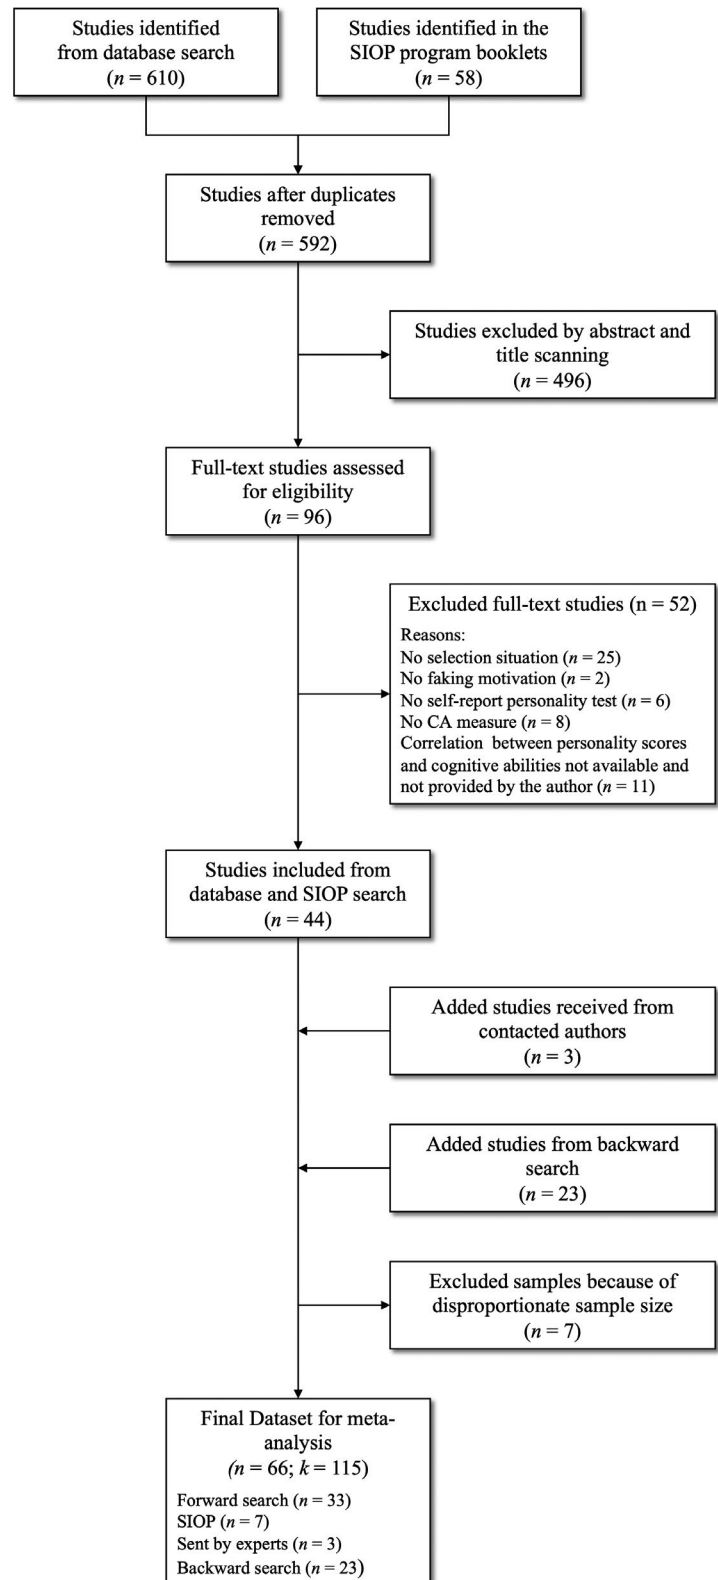 Studies identified
from database search
(n = 610)
Studies identified in the
SIOP program booklets
(n = 58)
Studies after duplicates
removed
(n = 592)
Studies excluded by abstract and
title scanning
(n = 496)
Full-text studies assessed
for eligibility
(n = 96)
Excluded full-text studies (n = 52)
Reasons:
No selection situation (n = 25)
No faking motivation (n = 2)
No self-report personality test (n = 6)
No CA measure (n = 8)
Correlation between personality scores
and cognitive abilities not available and
not provided by the author (n = 11)
Studies included from
database and SIOP search
(n = 44)
Added studies received from
contacted authors
(n = 3)
Added studies from backward
search
(n = 23)
Excluded samples because of
disproportionate sample size
(n = 7)
Final Dataset for meta-
analysis
(n = 66; k = 115)
Forward search (n = 33)
SIOP (n = 7)
Sent by experts (n = 3)
Backward search (n = 23)